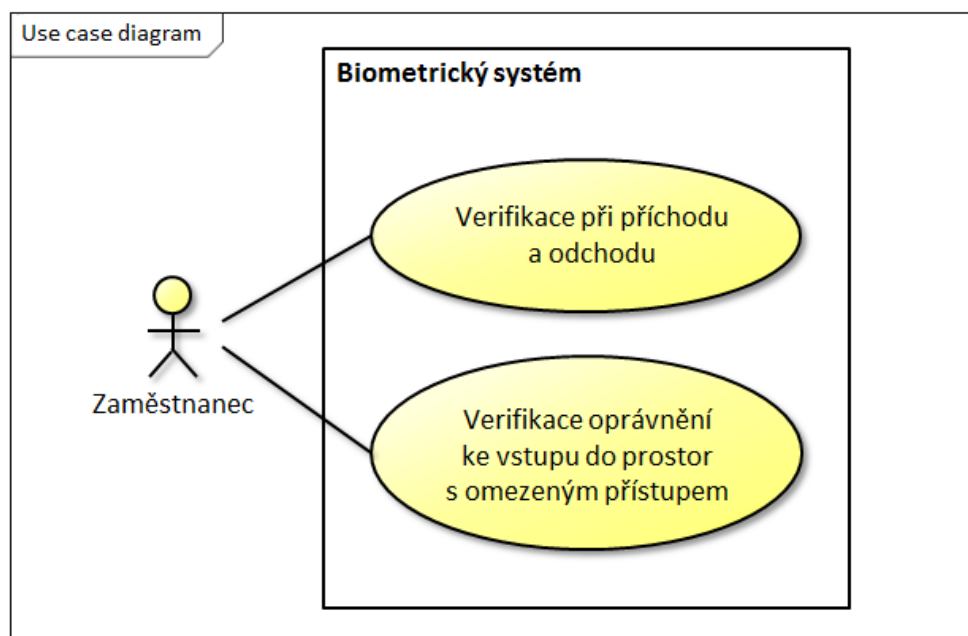 Use case diagram
Biometrický systém
Verifikace při příchodu
a odchodu
Zaměstnanec
Verifikace oprávnění
ke vstupu do prostor
s omezeným přístupem